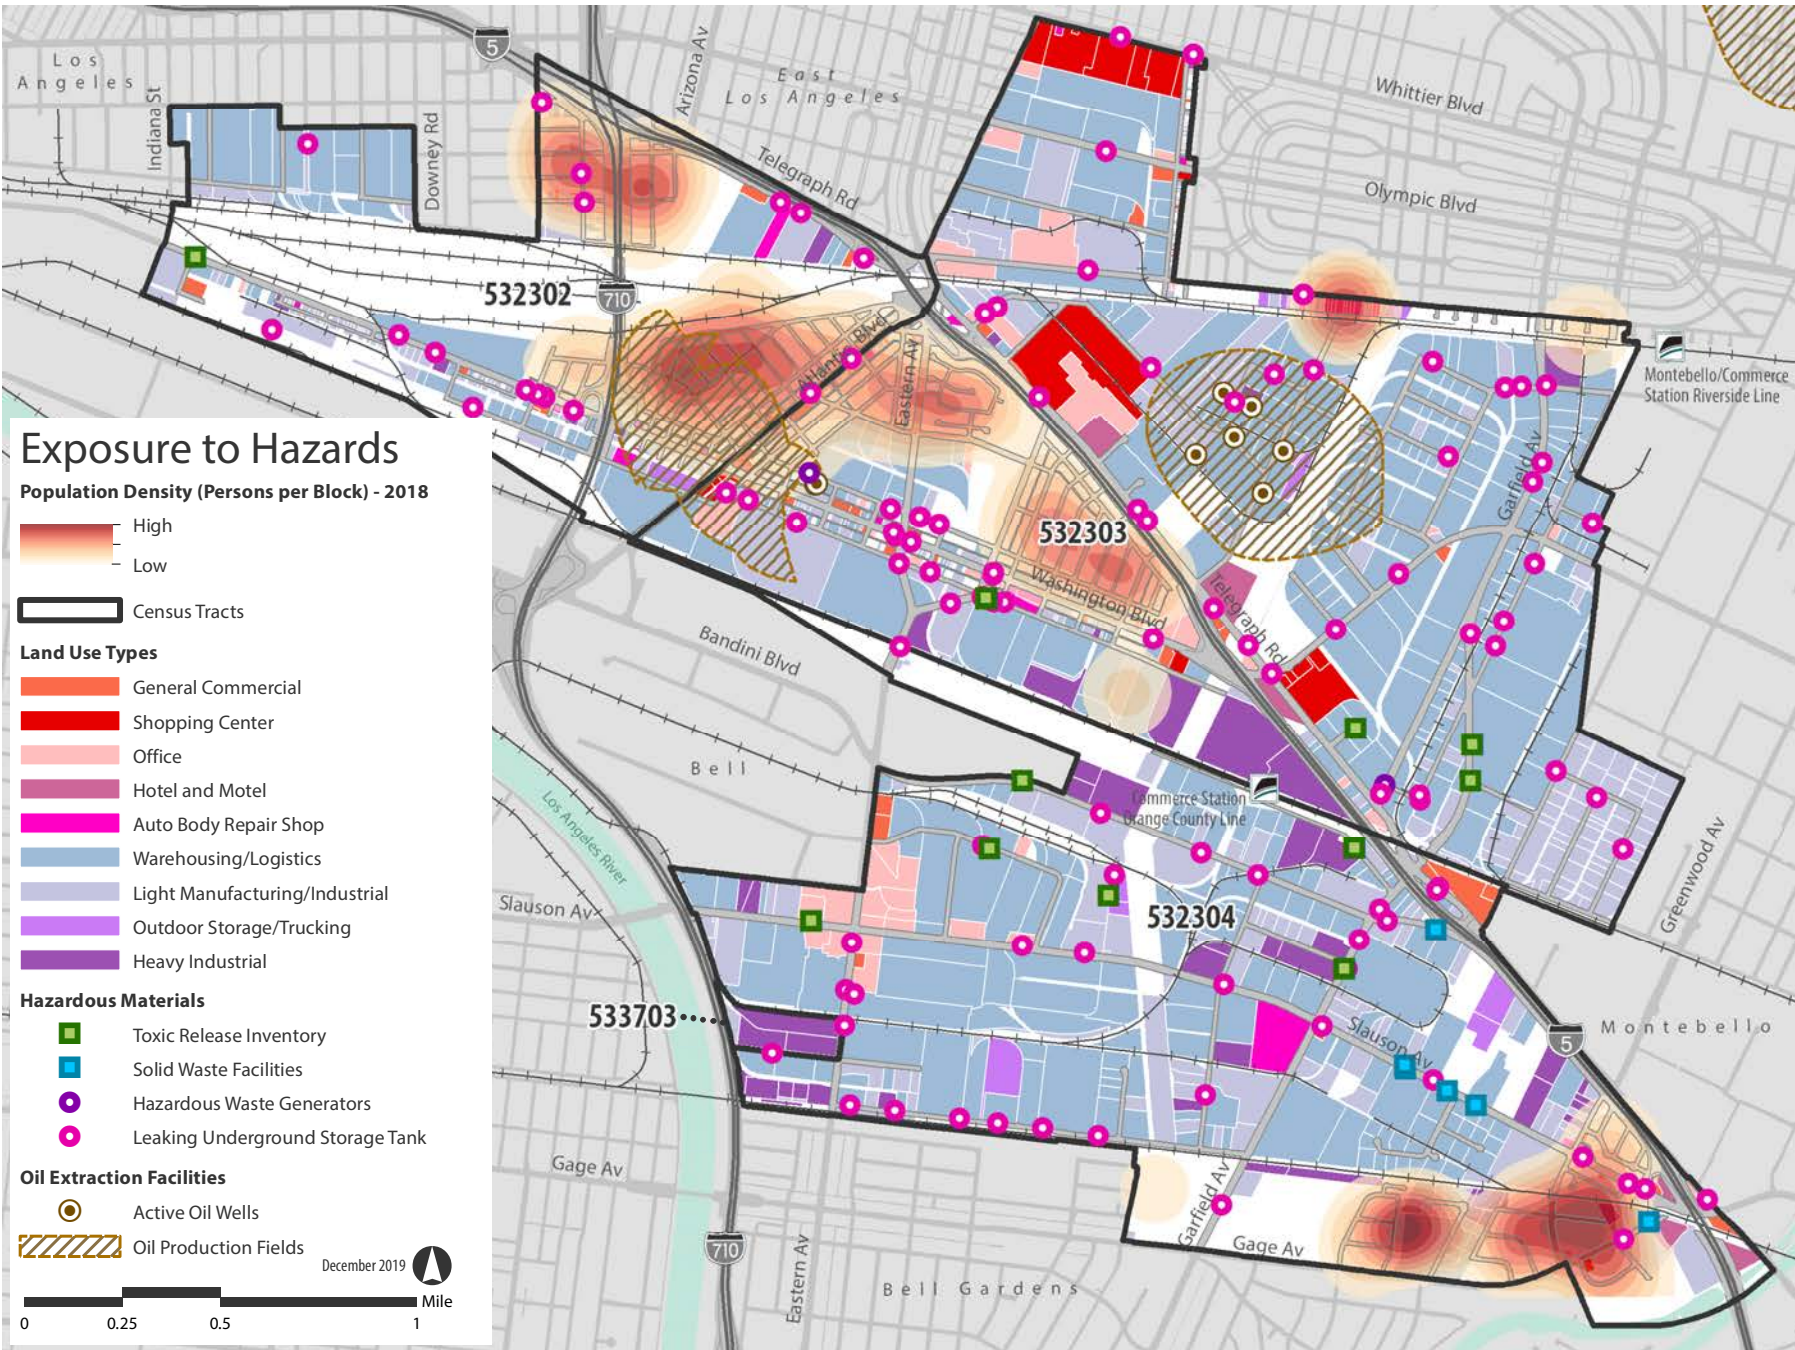 Los
Angeles
Indiana St
Downey Rd
5
Arizona Av
East
Los Angeles
Telegraph Rd
Whittier Blvd
Olympic Blvd
532302
710
Atlantic Blvd
Eastern Av
Montebello/Commerce
Station Riverside Line
Garfield Av
532303
Washington Blvd
Telegraph Rd
Bandini Blvd
Bell
Los Angeles River
Commerce Station
Orange County Line
Greenwood Av
Slauson Av
532304
533703
Slauson Av
5
Montebello
Gage Av
Garfield Av
Gage Av
710
Eastern Av
Bell Gardens
Exposure to Hazards
Population Density (Persons per Block) - 2018
High
Low
Census Tracts
Land Use Types
General Commercial
Shopping Center
Office
Hotel and Motel
Auto Body Repair Shop
Warehousing/Logistics
Light Manufacturing/Industrial
Outdoor Storage/Trucking
Heavy Industrial
Hazardous Materials
Toxic Release Inventory
Solid Waste Facilities
Hazardous Waste Generators
Leaking Underground Storage Tank
Oil Extraction Facilities
Active Oil Wells
Oil Production Fields
December 2019
Mile
0 0.25 0.5 1